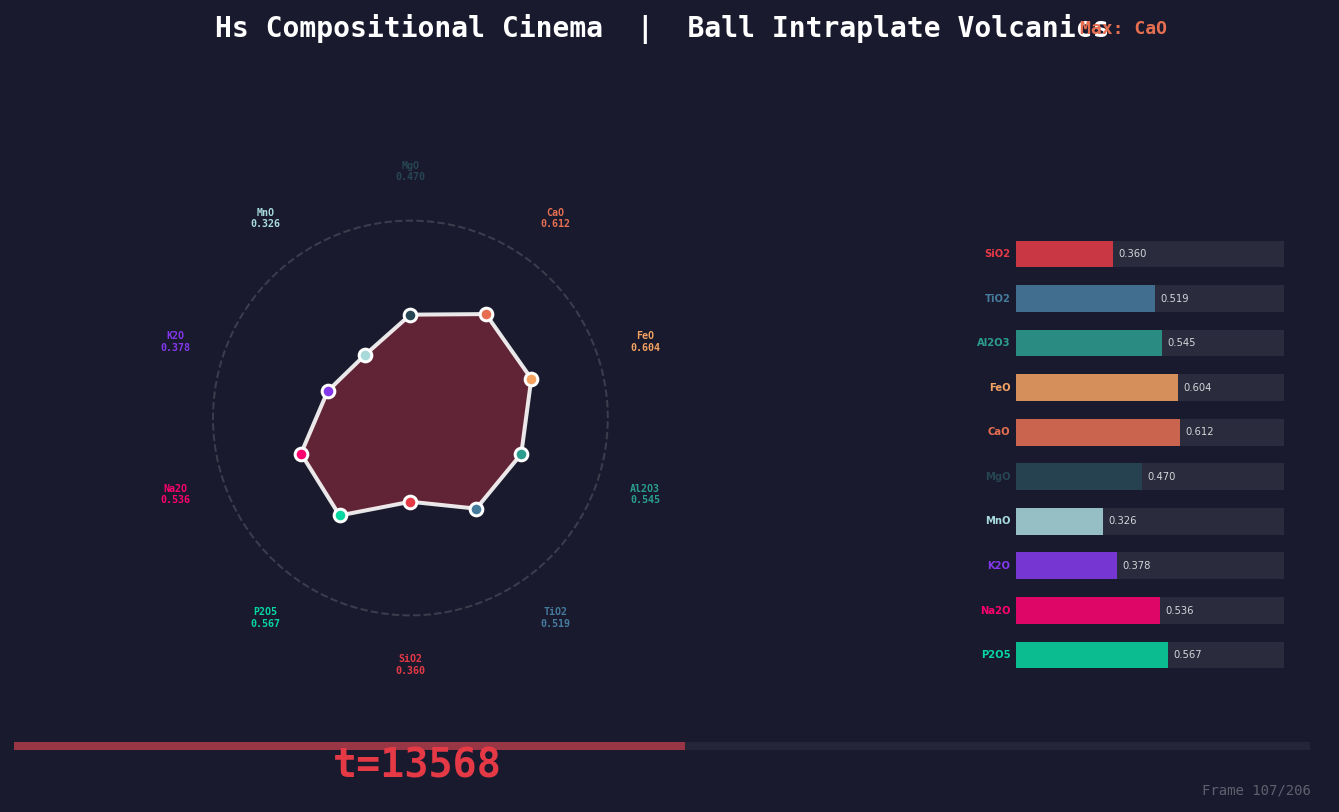 Hs Compositional Cinema | Ball Intraplate Volcanics
Max: CaO
MgO
0.470
MnO
0.326
CaO
0.612
K2O
0.378
FeO
0.604
Na2O
0.536
Al2O3
0.545
P2O5
0.567
TiO2
0.519
SiO2
0.360
SiO2 0.360
TiO2 0.519
Al2O3 0.545
FeO 0.604
CaO 0.612
MgO 0.470
MnO 0.326
K2O 0.378
Na2O 0.536
P2O5 0.567
t=13568
Frame 107/206